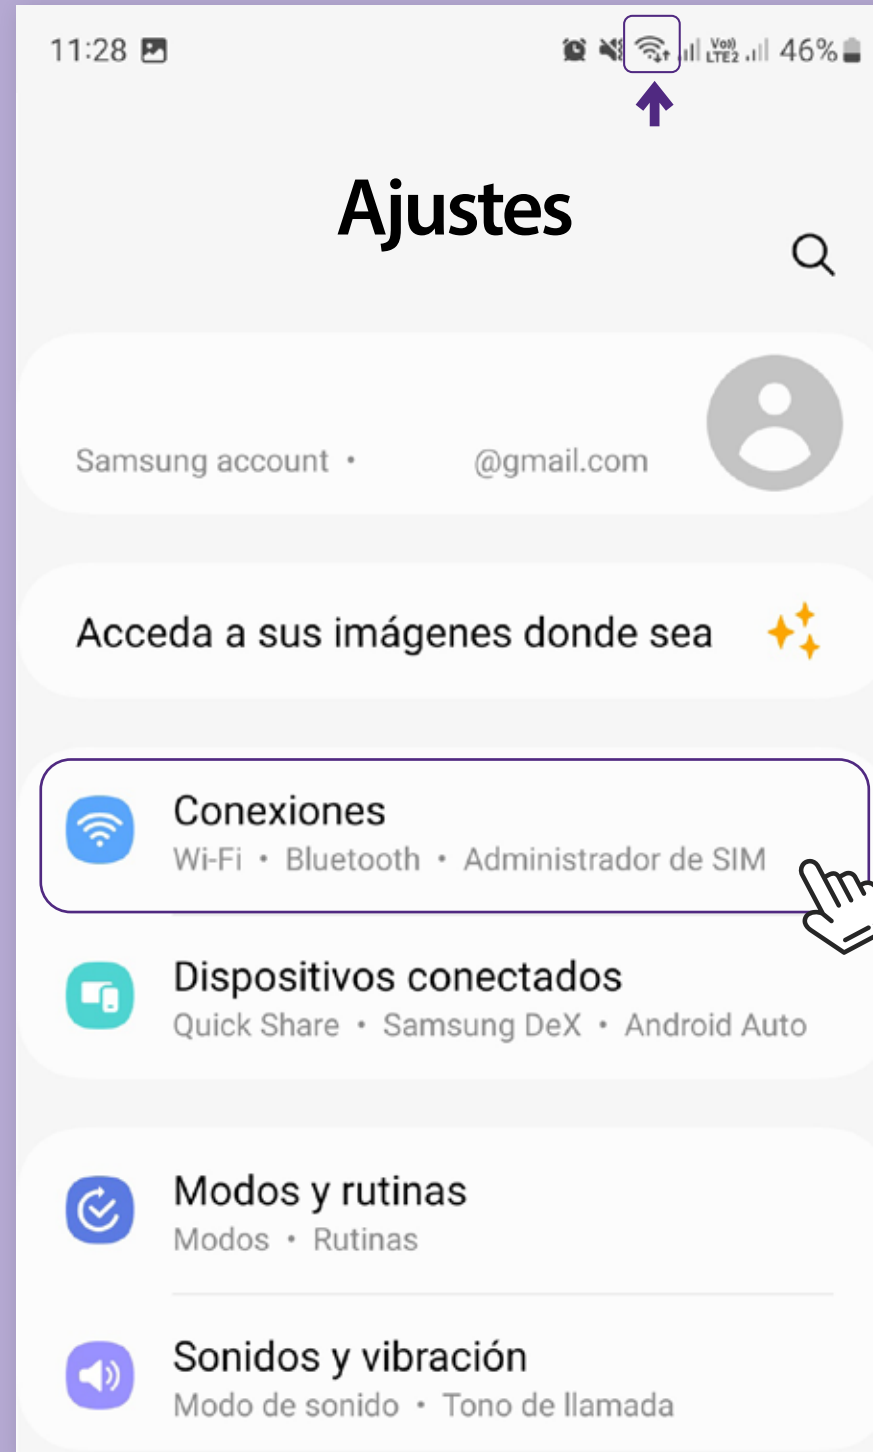 11:28 Vo)) LTE2 46%
Ajustes
Samsung account • @gmail.com
Acceda a sus imágenes donde sea
Conexiones
Wi-Fi • Bluetooth • Administrador de SIM
Dispositivos conectados
Quick Share • Samsung DeX • Android Auto
Modos y rutinas
Modos • Rutinas
Sonidos y vibración
Modo de sonido • Tono de llamada